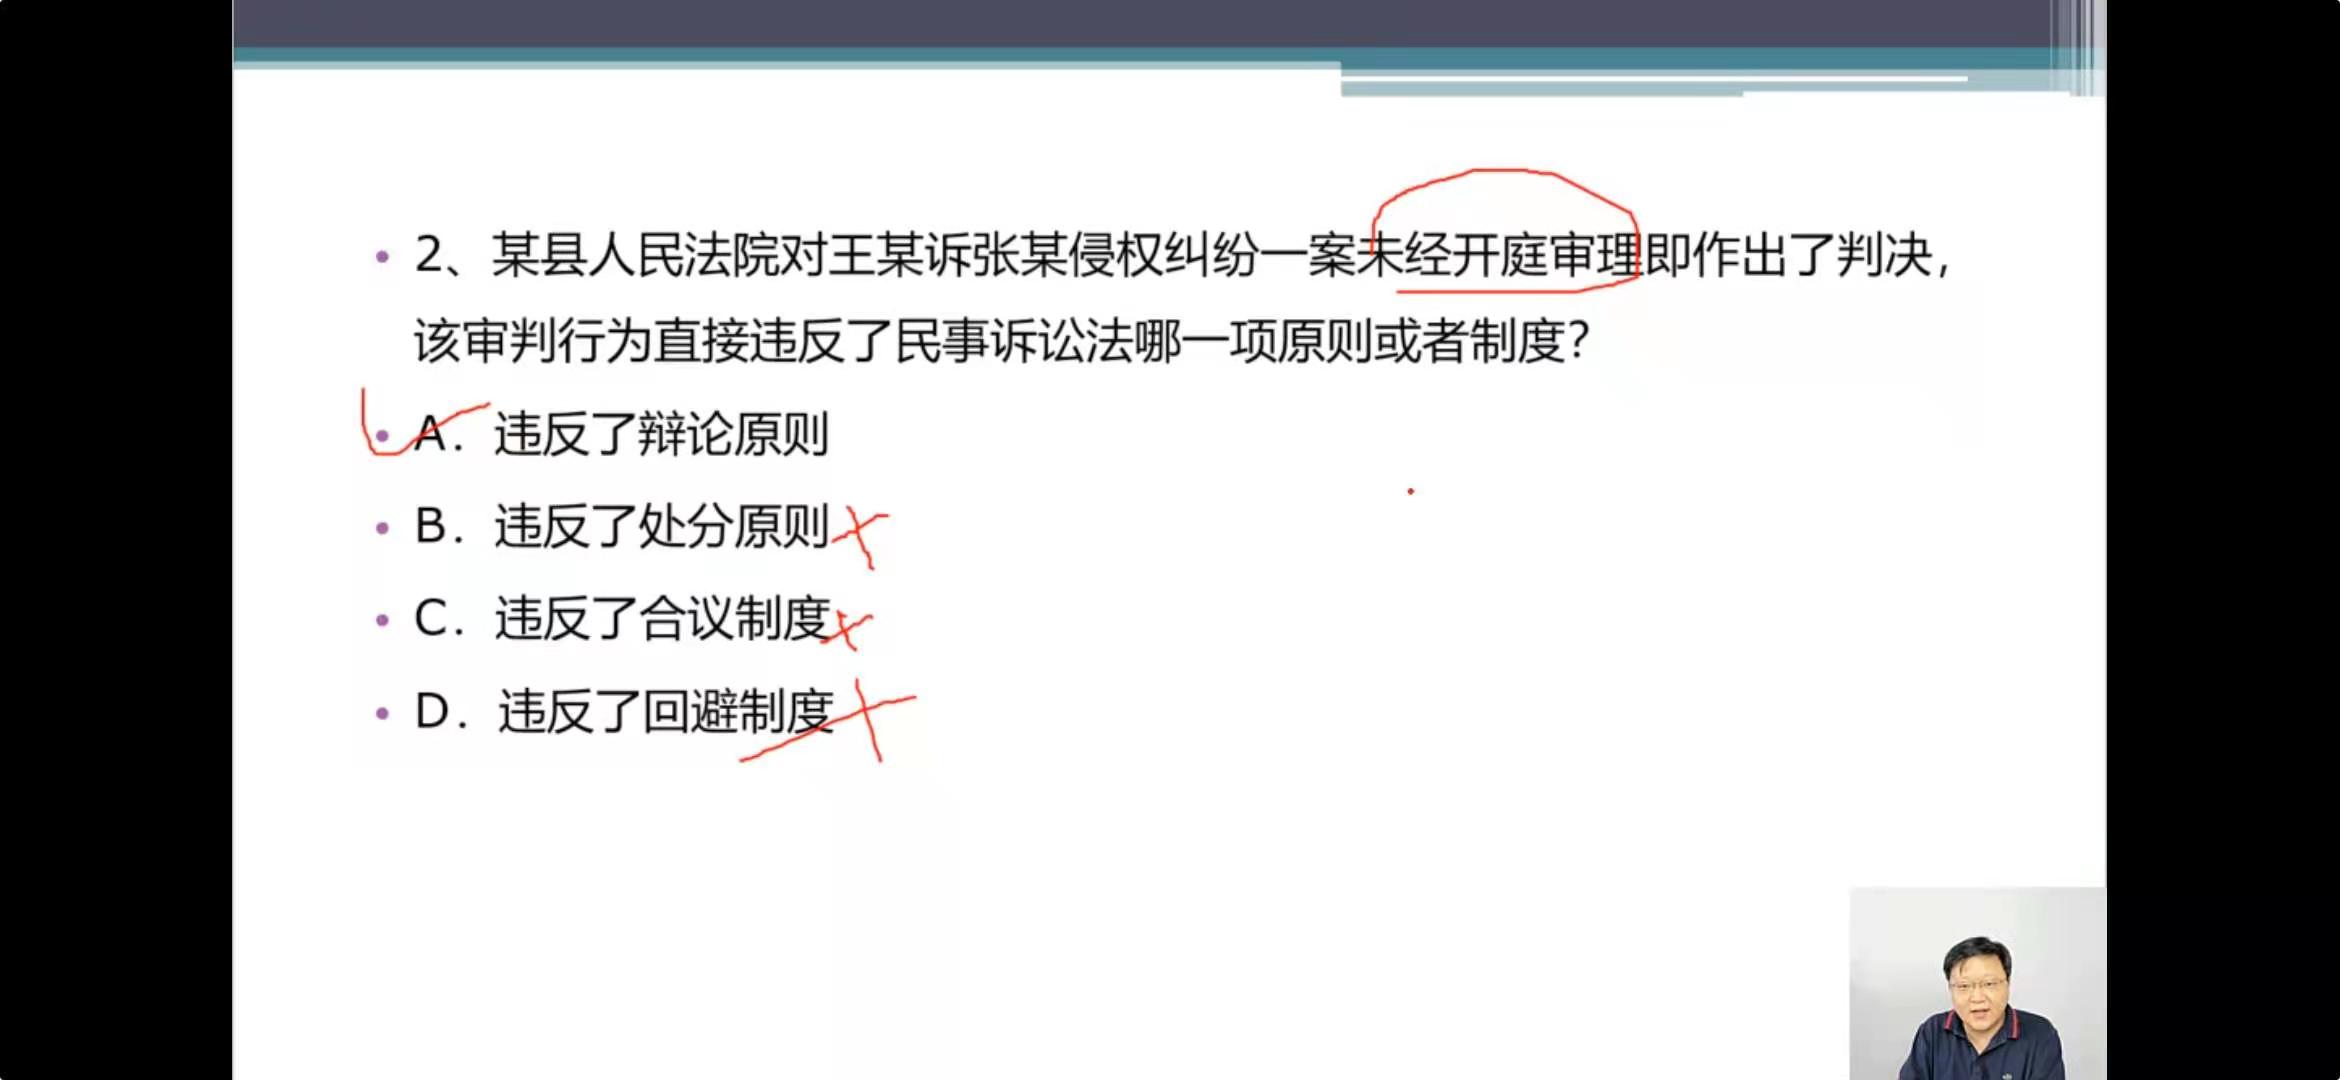 2、某县人民法院对王某诉张某侵权纠纷一案未经开庭审理即作出了判决，
该审判行为直接违反了民事诉讼法哪一项原则或者制度？
A．违反了辩论原则
B．违反了处分原则
C．违反了合议制度
D．违反了回避制度